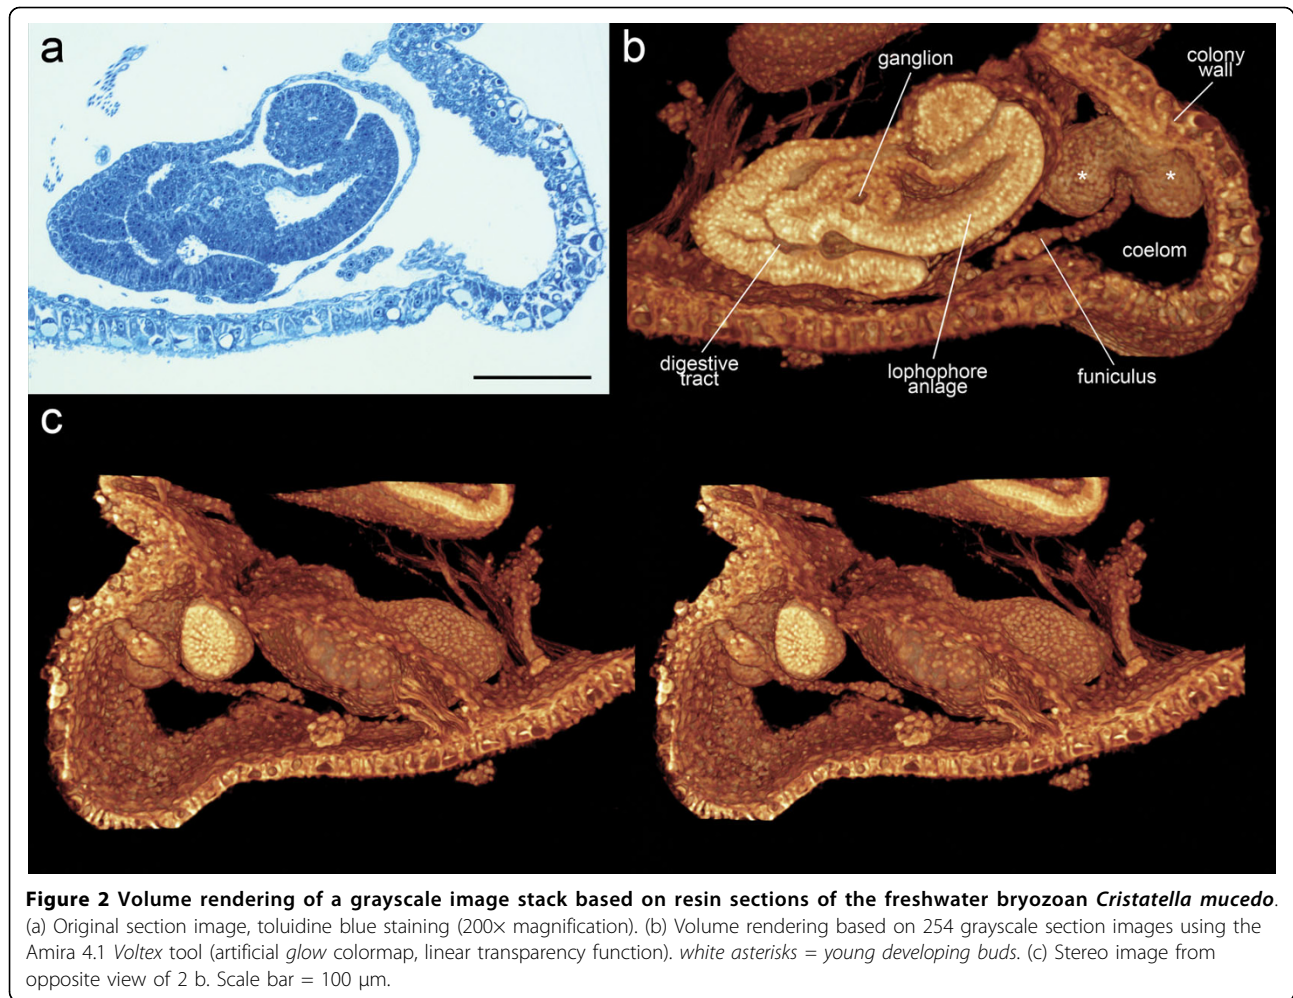 a
b
ganglion
colony
wall
*
*
coelom
digestive
tract
lophophore
anlage
funiculus
c
Figure 2 Volume rendering of a grayscale image stack based on resin sections of the freshwater bryozoan Cristatella mucedo.
(a) Original section image, toluidine blue staining (200× magnification). (b) Volume rendering based on 254 grayscale section images using the
Amira 4.1 Voltex tool (artificial glow colormap, linear transparency function). white asterisks = young developing buds. (c) Stereo image from
opposite view of 2 b. Scale bar = 100 μm.